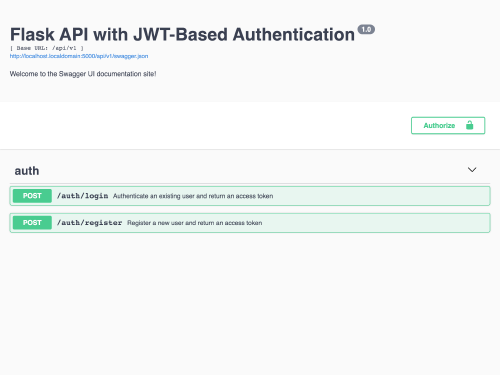 Flask API with JWT-Based Authentication 1.0
[ Base URL: /api/v1 ]
http://localhost.localdomain:5000/api/v1/swagger.json
Welcome to the Swagger UI documentation site!
Authorize
auth
POST /auth/login Authenticate an existing user and return an access token
POST /auth/register Register a new user and return an access token